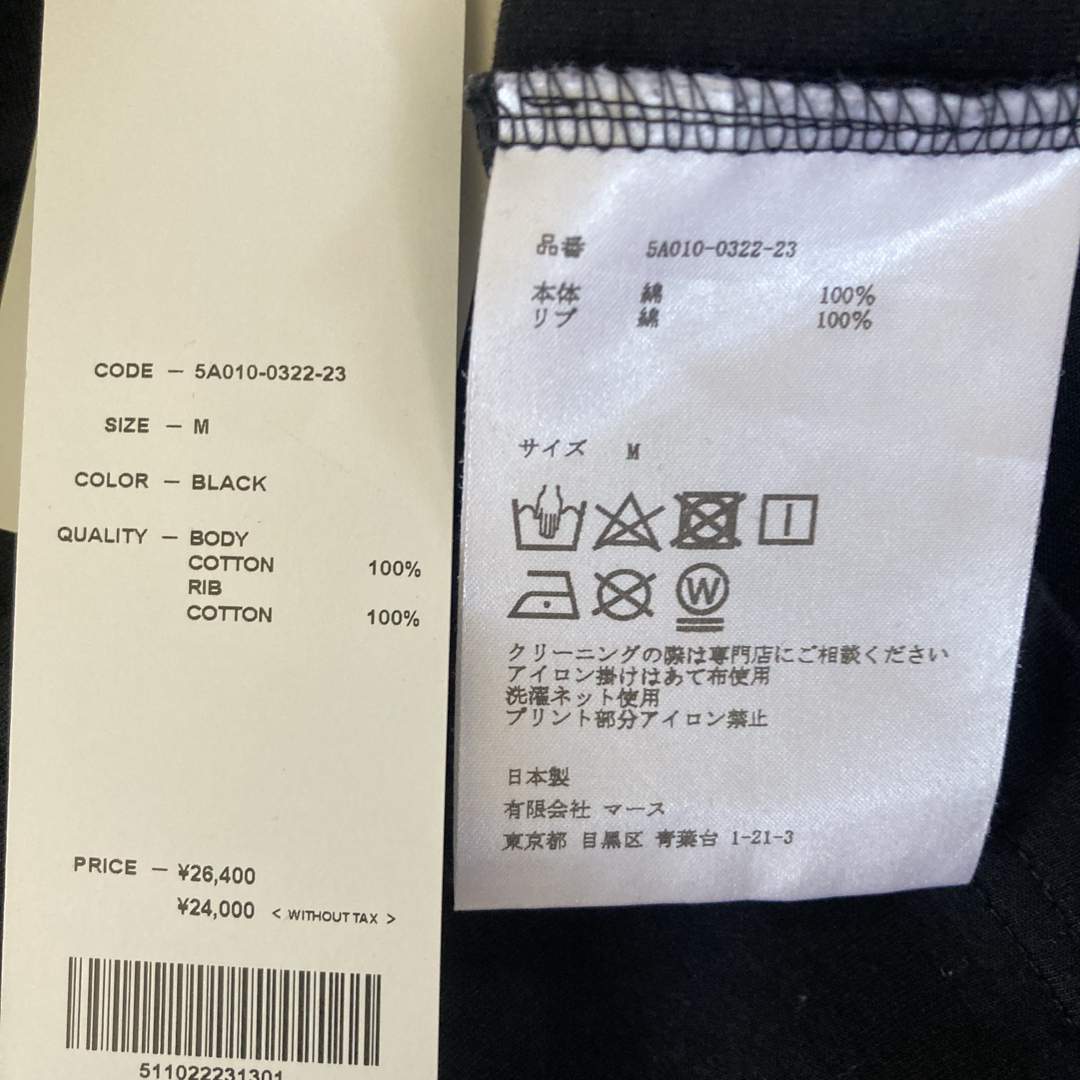 CODE — 5A010-0322-23
SIZE — M
COLOR — BLACK
QUALITY — BODY
COTTON 100%
RIB
COTTON 100%
PRICE — ¥26,400
¥24,000 < WITHOUT TAX >
511022231301
品番 5A010-0322-23
本体 綿 100%
リブ 綿 100%
サイズ M
W
クリーニングの際は専門店にご相談ください
アイロン掛けはあて布使用
洗濯ネット使用
プリント部分アイロン禁止
日本製
有限会社 マース
東京都 目黒区 青葉台 1-21-3